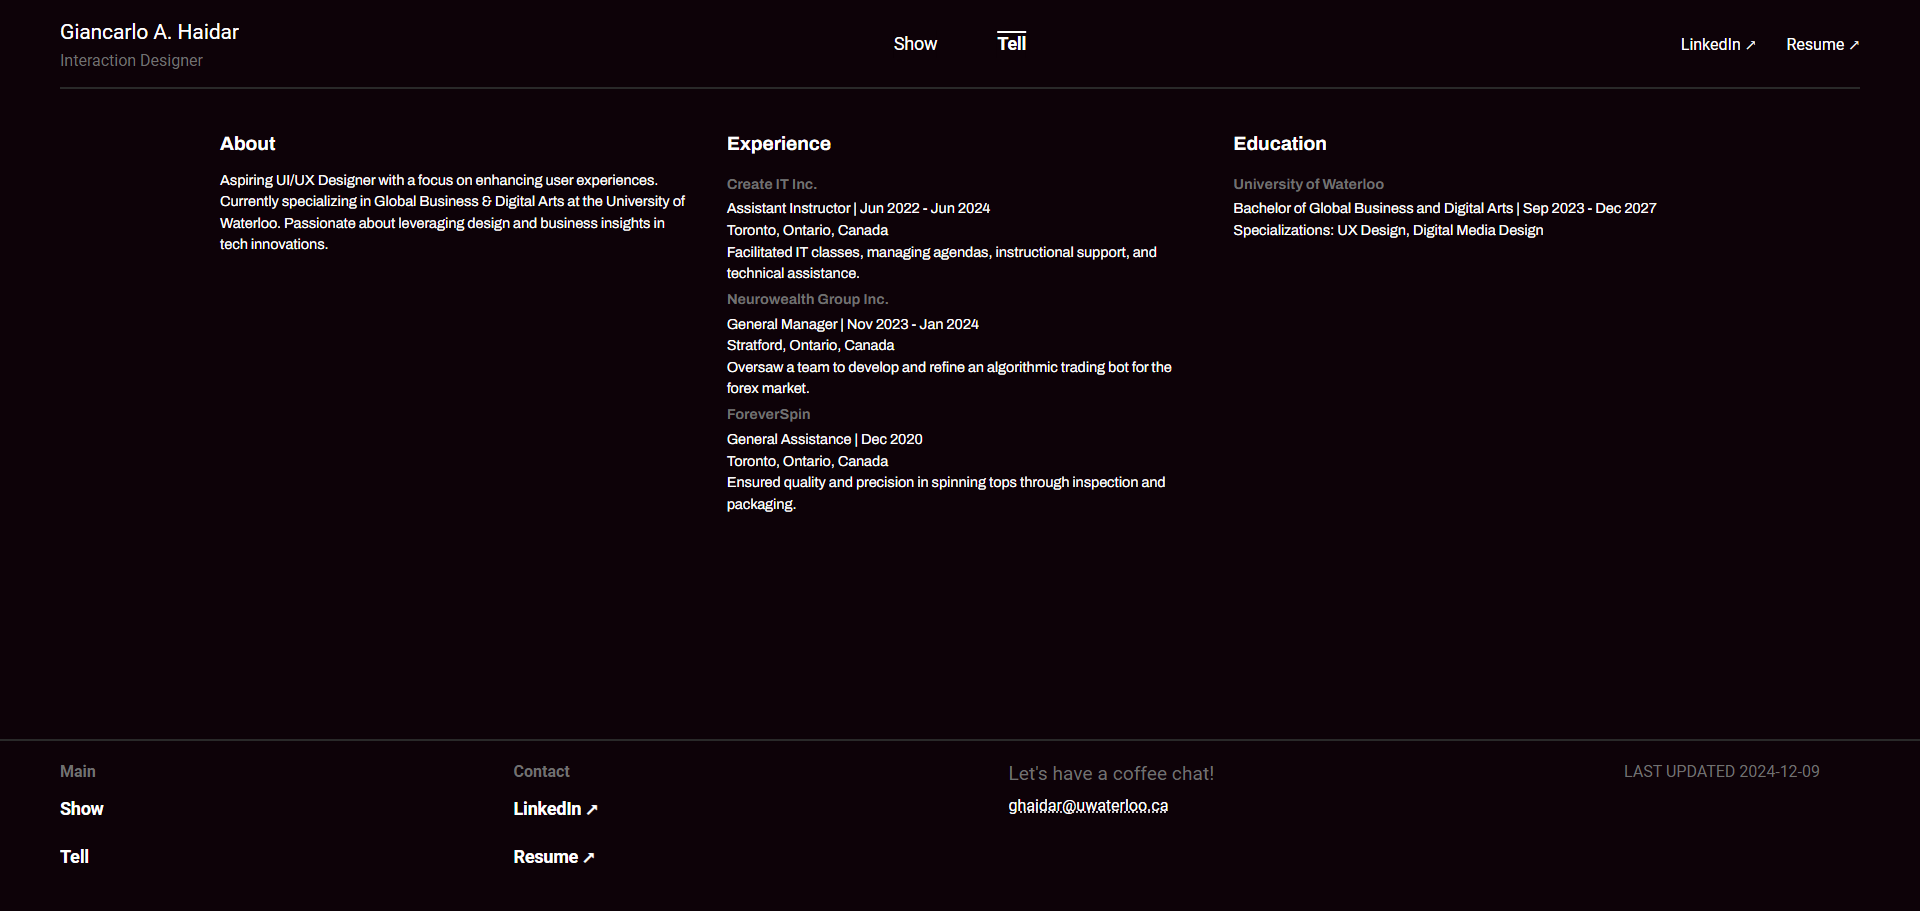 Giancarlo A. Haidar
Interaction Designer
Show
Tell
LinkedIn ↗
Resume ↗
About
Aspiring UI/UX Designer with a focus on enhancing user experiences.
Currently specializing in Global Business & Digital Arts at the University of
Waterloo. Passionate about leveraging design and business insights in
tech innovations.
Experience
Create IT Inc.
Assistant Instructor | Jun 2022 - Jun 2024
Toronto, Ontario, Canada
Facilitated IT classes, managing agendas, instructional support, and
technical assistance.
Neurowealth Group Inc.
General Manager | Nov 2023 - Jan 2024
Stratford, Ontario, Canada
Oversaw a team to develop and refine an algorithmic trading bot for the
forex market.
ForeverSpin
General Assistance | Dec 2020
Toronto, Ontario, Canada
Ensured quality and precision in spinning tops through inspection and
packaging.
Education
University of Waterloo
Bachelor of Global Business and Digital Arts | Sep 2023 - Dec 2027
Specializations: UX Design, Digital Media Design
Main
Show
Tell
Contact
LinkedIn ↗
Resume ↗
Let's have a coffee chat!
ghaidar@uwaterloo.ca
LAST UPDATED 2024-12-09